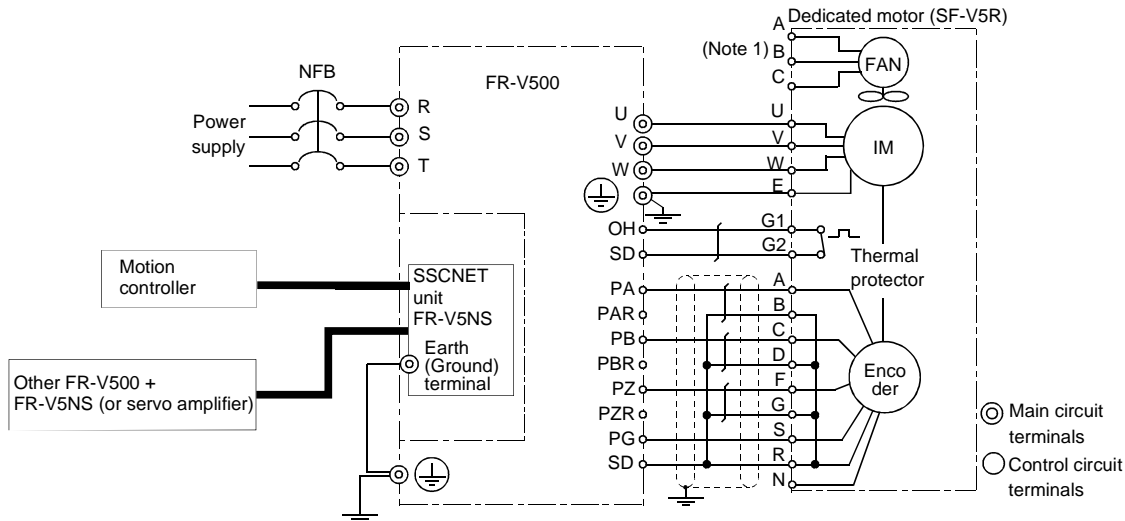 Dedicated motor (SF-V5R)
A
(Note 1) B
C
FAN
NFB
FR-V500
Power
supply
R
S
T
U
V
W
U
V
W
E
IM
OH
SD
G1
G2
Thermal
protector
Motion
controller
SSCNET
unit
FR-V5NS
Earth
(Ground)
terminal
Other FR-V500 +
FR-V5NS (or servo amplifier)
PA
PAR
PB
PBR
PZ
PZR
PG
SD
A
B
C
D
F
G
S
R
N
Enco
der
Main circuit
terminals
Control circuit
terminals